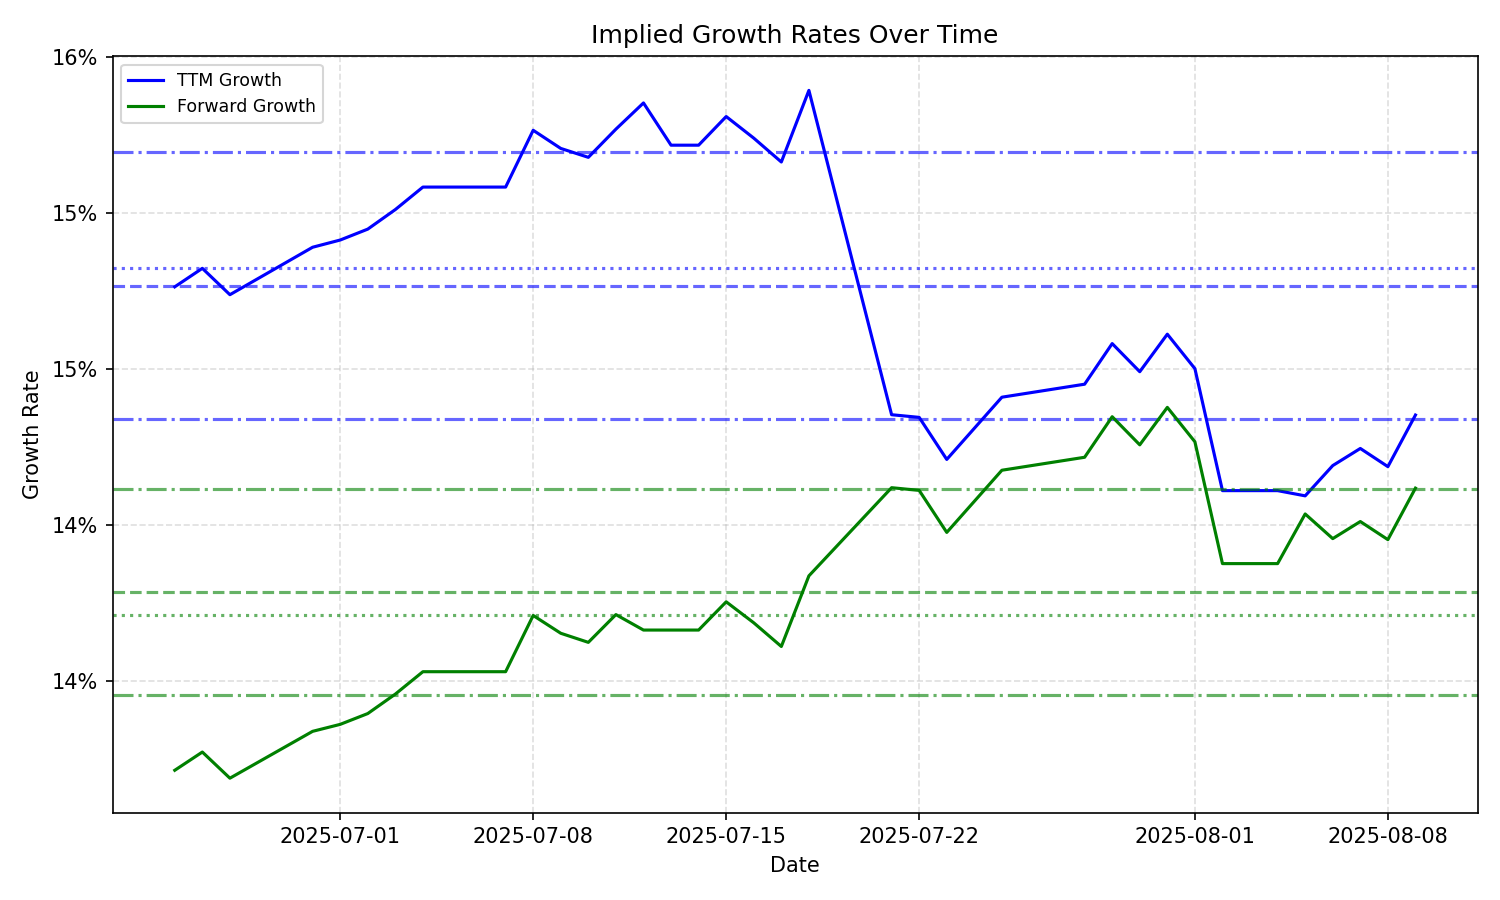 Implied Growth Rates Over Time
TTM Growth
Forward Growth
16%
15%
15%
14%
14%
Growth Rate
2025-07-01
2025-07-08
2025-07-15
2025-07-22
2025-08-01
2025-08-08
Date